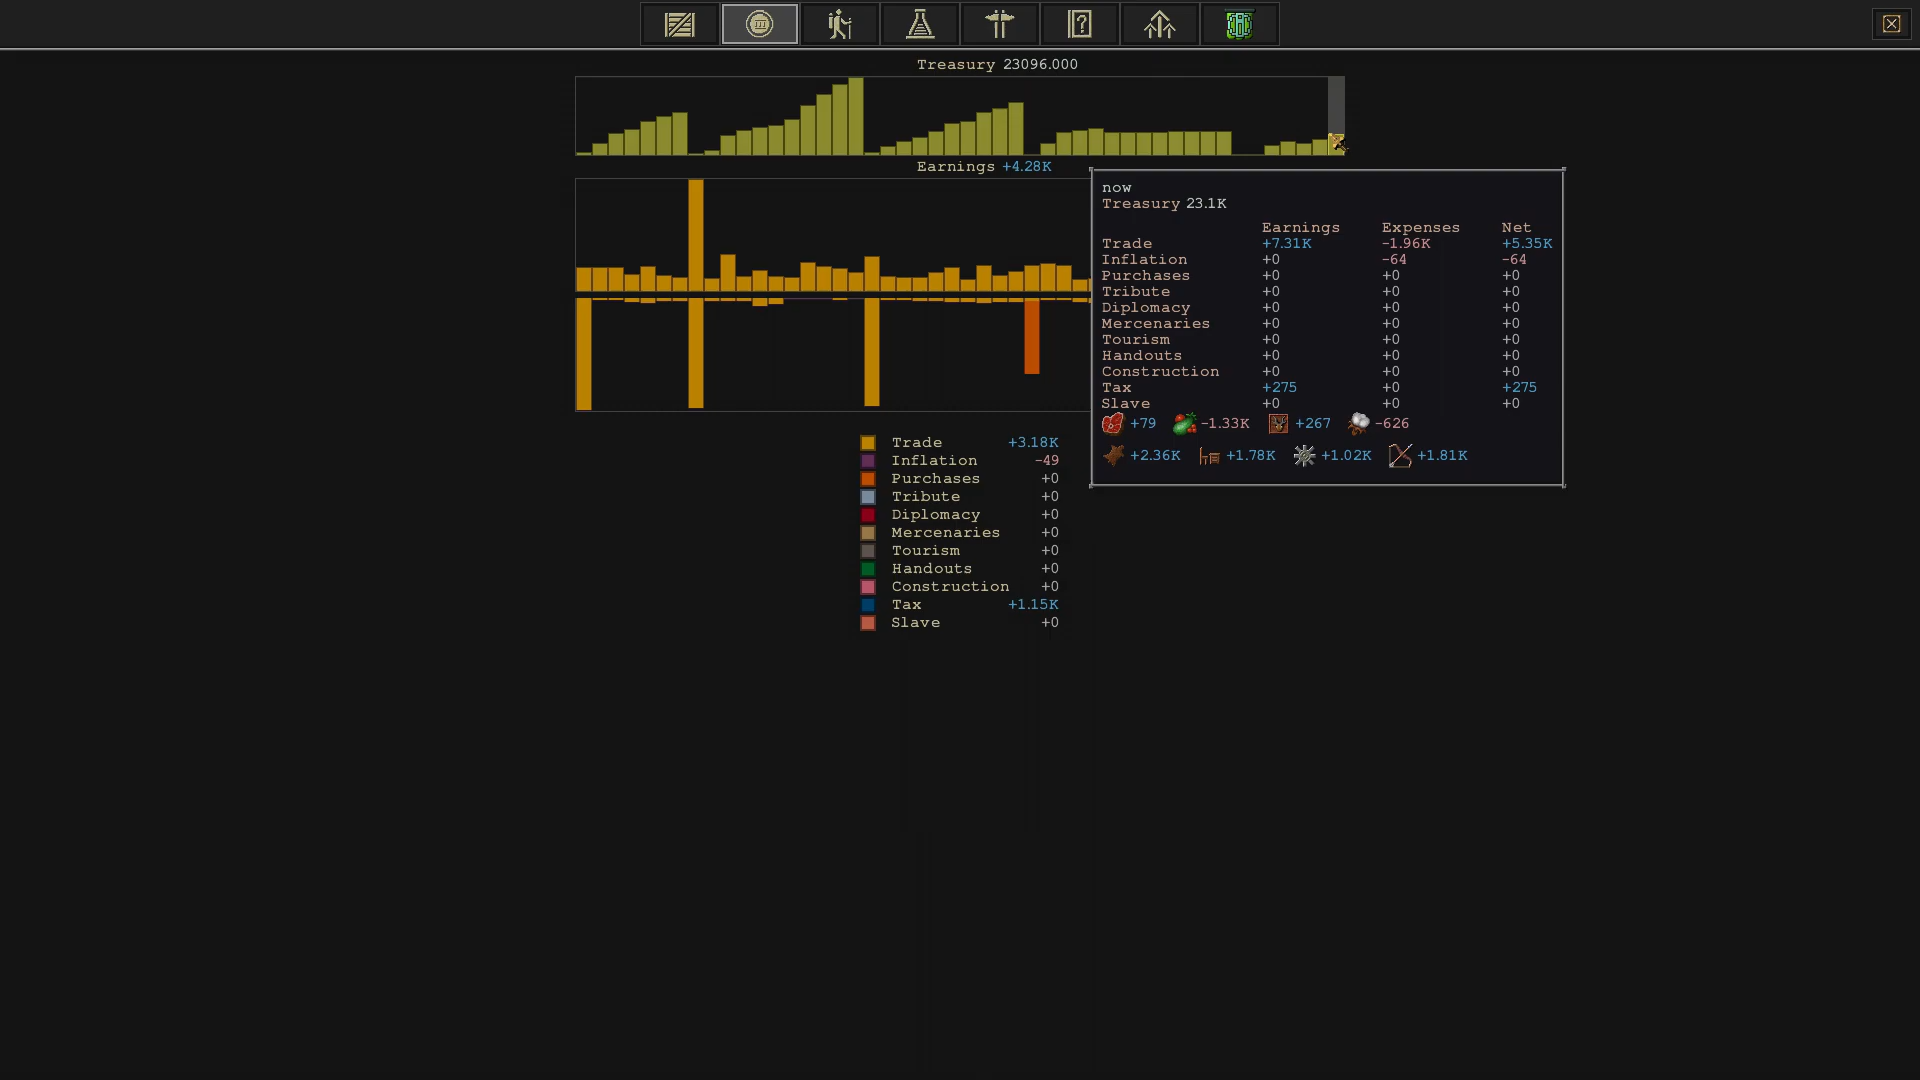 Treasury 23096.000
Earnings +4.28K
now
Treasury 23.1K
Earnings Expenses Net
Trade +7.31K -1.96K +5.35K
Inflation +0 -64 -64
Purchases +0 +0 +0
Tribute +0 +0 +0
Diplomacy +0 +0 +0
Mercenaries +0 +0 +0
Tourism +0 +0 +0
Handouts +0 +0 +0
Construction +0 +0 +0
Tax +275 +0 +275
Slave +0 +0 +0
+79 -1.33K +267 -626
+2.36K +1.78K +1.02K +1.81K
Trade +3.18K
Inflation -49
Purchases +0
Tribute +0
Diplomacy +0
Mercenaries +0
Tourism +0
Handouts +0
Construction +0
Tax +1.15K
Slave +0